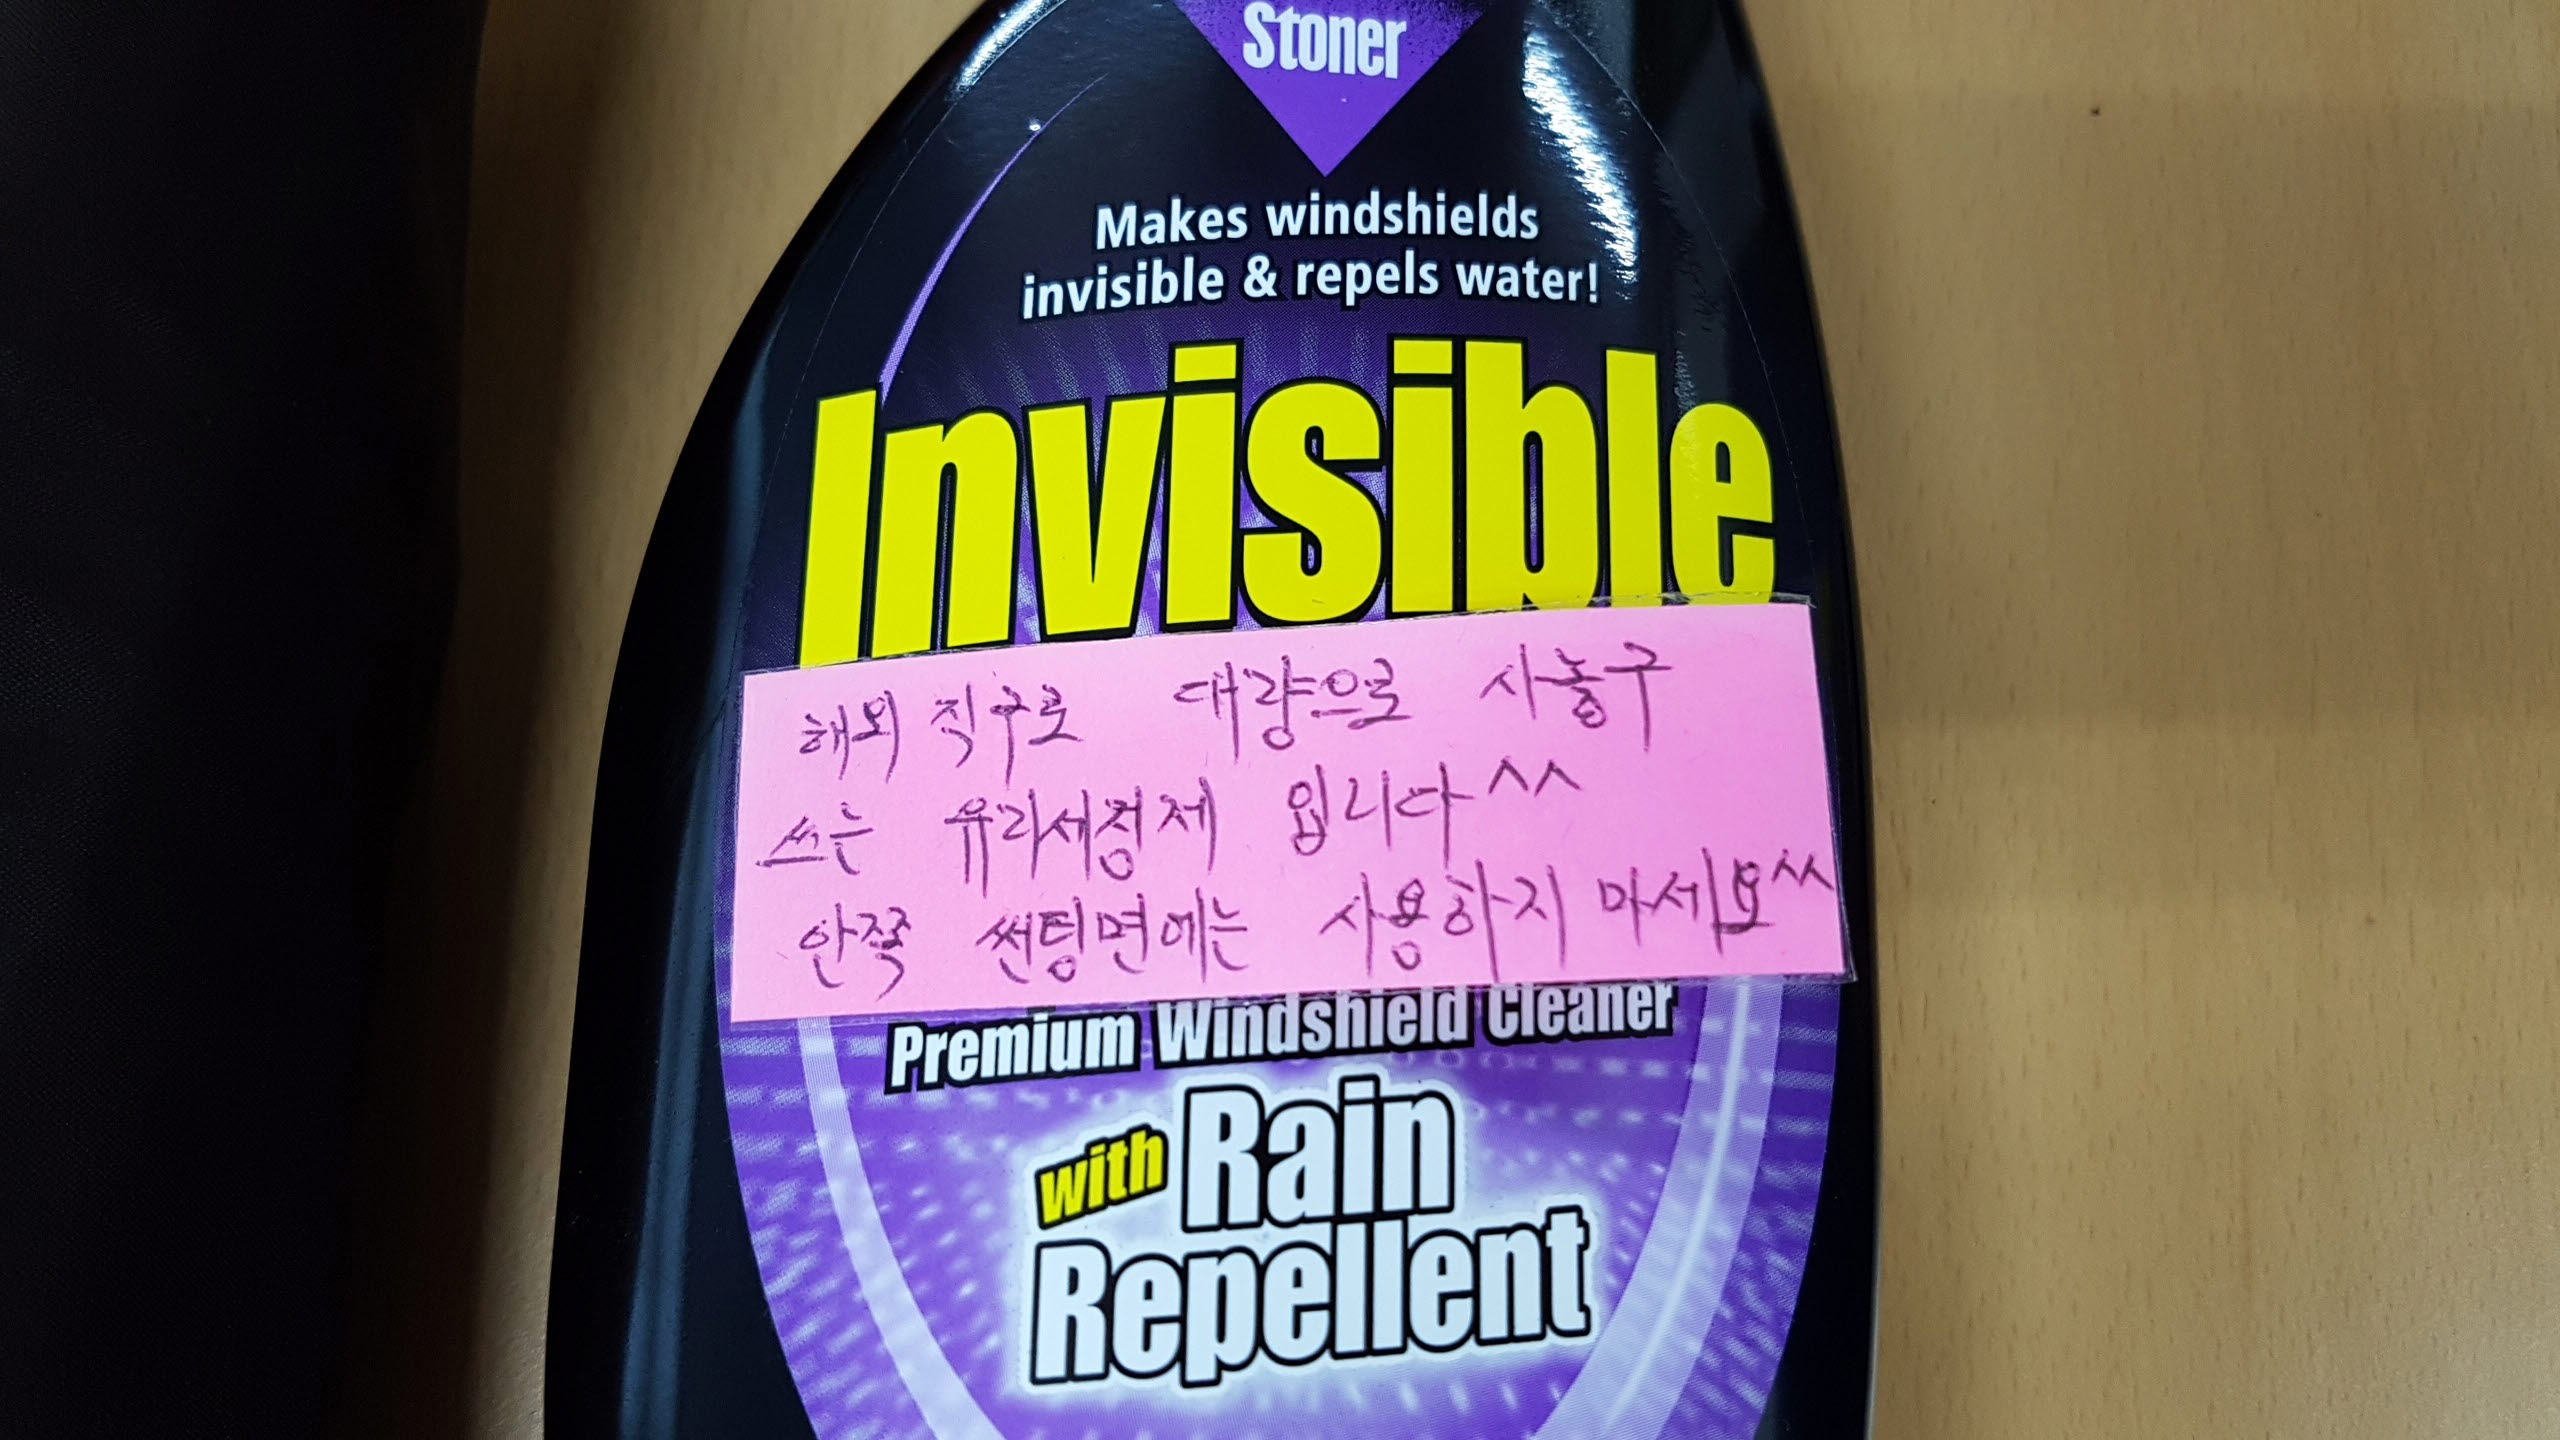 Stoner
Makes windshields
invisible & repels water!
Invisible
해외 직구로 대량으로 사놓구
쓰는 유리세정제 입니다^^
안쪽 썬팅면에는 사용하지 마세요^^
Premium Windshield Cleaner
with Rain
Repellent